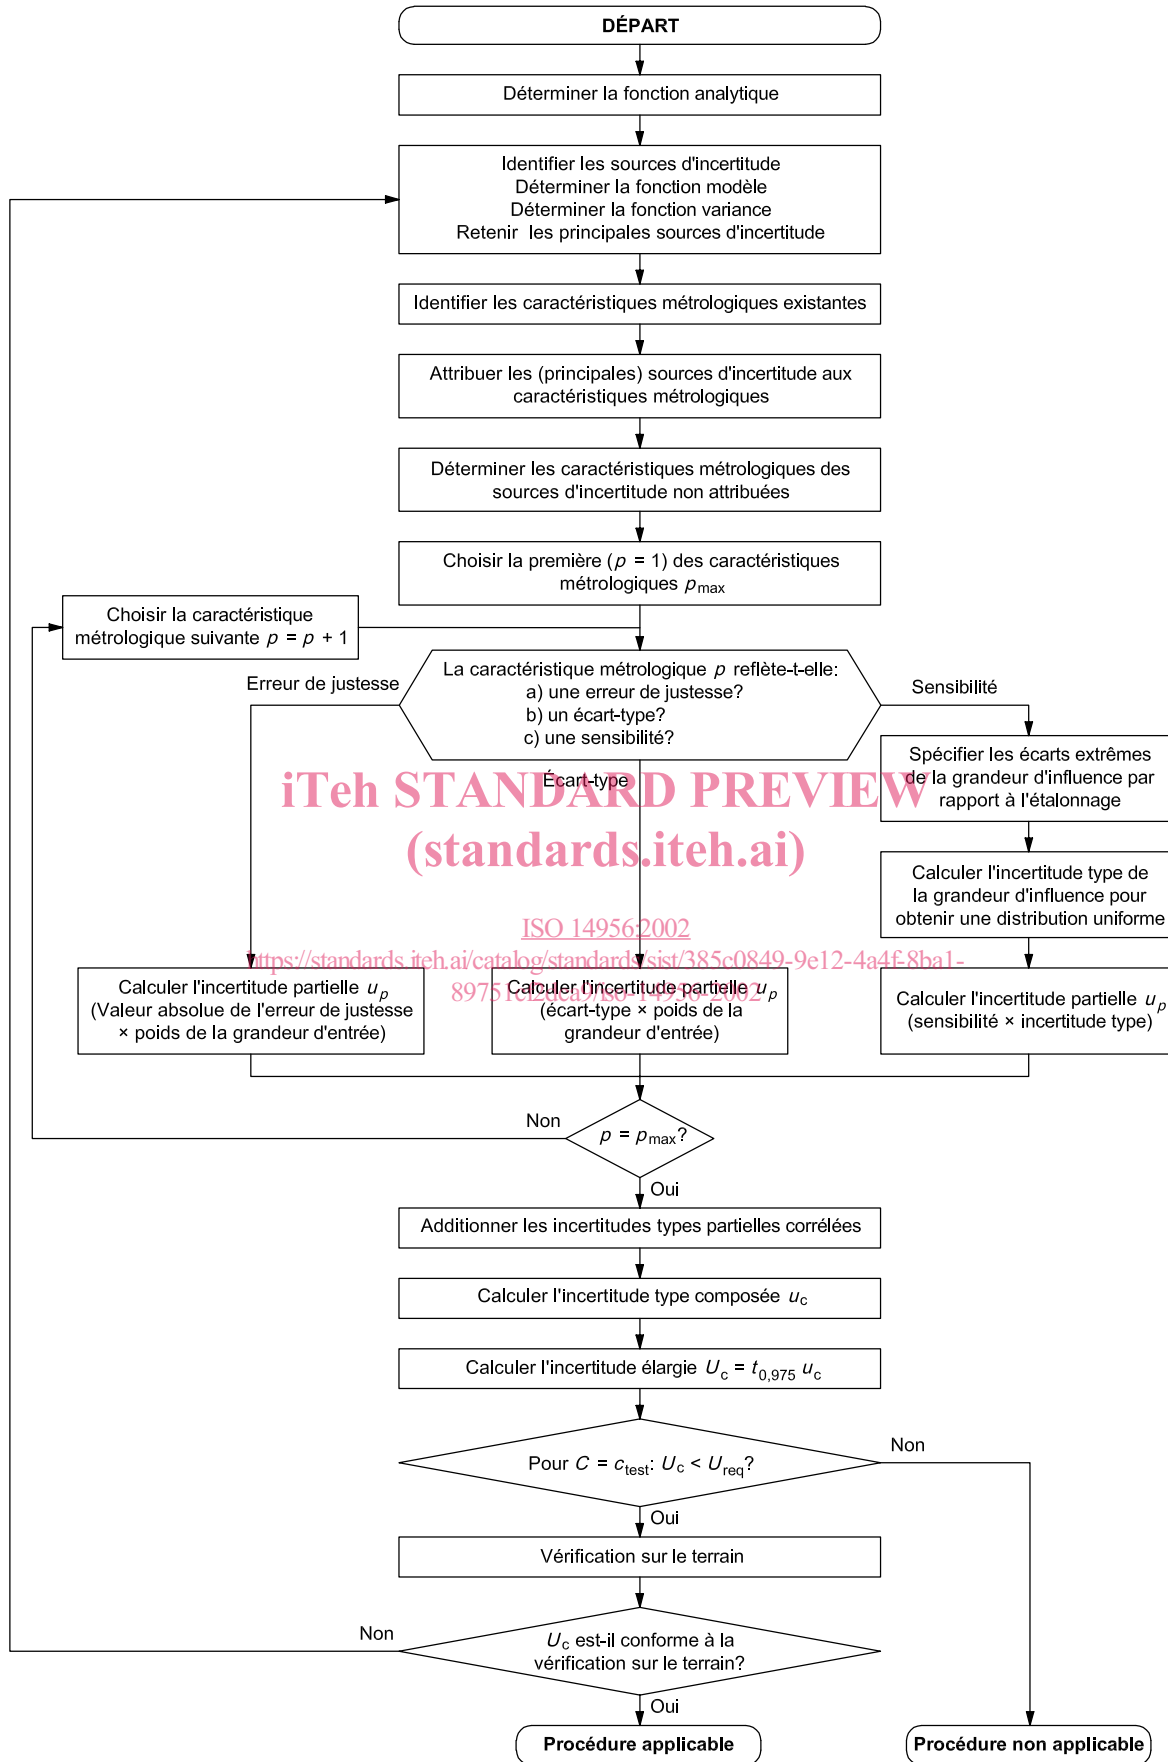 DÉPART
Déterminer la fonction analytique
Identifier les sources d'incertitude
Déterminer la fonction modèle
Déterminer la fonction variance
Retenir les principales sources d'incertitude
Identifier les caractéristiques métrologiques existantes
Attribuer les (principales) sources d'incertitude aux
caractéristiques métrologiques
Déterminer les caractéristiques métrologiques des
sources d'incertitude non attribuées
Choisir la première (p = 1) des caractéristiques
métrologiques pmax
Choisir la caractéristique
métrologique suivante p = p + 1
La caractéristique métrologique p reflète-t-elle:
a) une erreur de justesse?
b) un écart-type?
c) une sensibilité?
Erreur de justesse
Écart-type
Sensibilité
Spécifier les écarts extrêmes
de la grandeur d'influence par
rapport à l'étalonnage
Calculer l'incertitude type de
la grandeur d'influence pour
obtenir une distribution uniforme
iTeh STANDARD PREVIEW
(standards.iteh.ai)
ISO 14956:2002
https://standards.iteh.ai/catalog/standards/sist/385c0849-9e12-4a4f-8ba1-
Calculer l'incertitude partielle up
(Valeur absolue de l'erreur de justesse
× poids de la grandeur d'entrée)
Calculer l'incertitude partielle up
(écart-type × poids de la
grandeur d'entrée)
Calculer l'incertitude partielle up
(sensibilité × incertitude type)
p = pmax?
Non
Oui
Additionner les incertitudes types partielles corrélées
Calculer l'incertitude type composée uc
Calculer l'incertitude élargie Uc = t0,975 uc
Pour C = ctest: Uc < Ureq?
Non
Oui
Vérification sur le terrain
Uc est-il conforme à la
vérification sur le terrain?
Non
Oui
Procédure applicable
Procédure non applicable